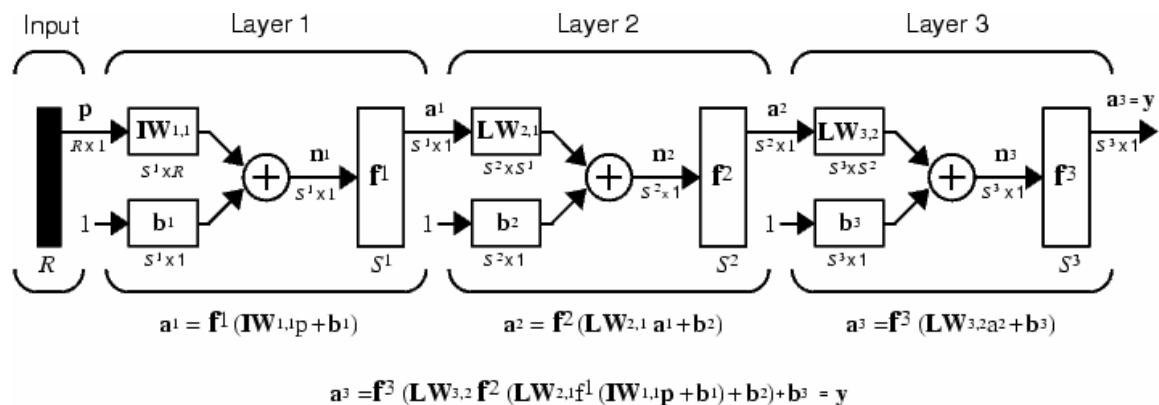 Input Layer 1 Layer 2 Layer 3
p a1 a2 a3 = y
IW1,1 LW2,1 LW3,2
R x 1 S1 x 1 S2 x 1 S3 x 1
S1 x R S2 x S1 S3 x S2
n1 n2 n3
+ + +
S1 x 1 S2 x 1 S3 x 1
f1 f2 f3
1 b1 1 b2 1 b3
S1 x 1 S2 x 1 S3 x 1
R S1 S2 S3
a1 = f1 (IW1,1p + b1) a2 = f2 (LW2,1 a1 + b2) a3 =f3 (LW3,2a2 + b3)
a3 =f3 (LW3,2 f2 (LW2,1f1 (IW1,1p + b1) + b2)+ b3 = y